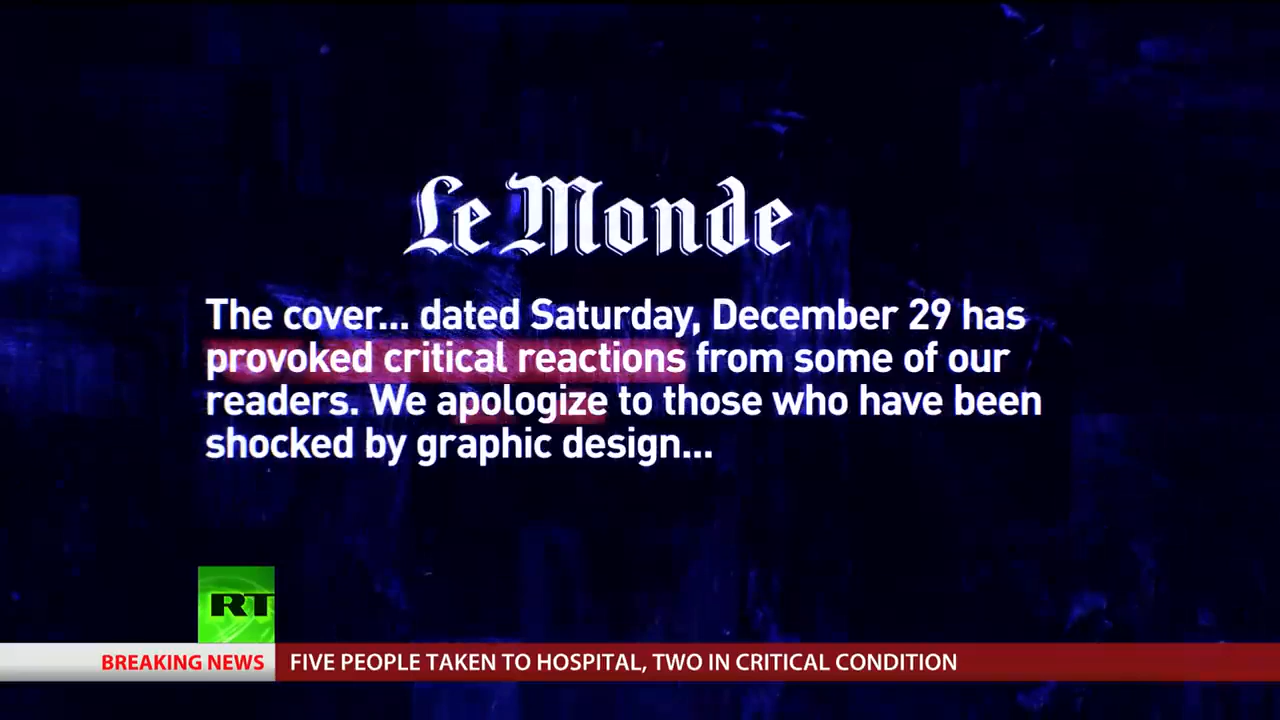 Le Monde
The cover... dated Saturday, December 29 has
provoked critical reactions from some of our
readers. We apologize to those who have been
shocked by graphic design...
RT
BREAKING NEWS FIVE PEOPLE TAKEN TO HOSPITAL, TWO IN CRITICAL CONDITION